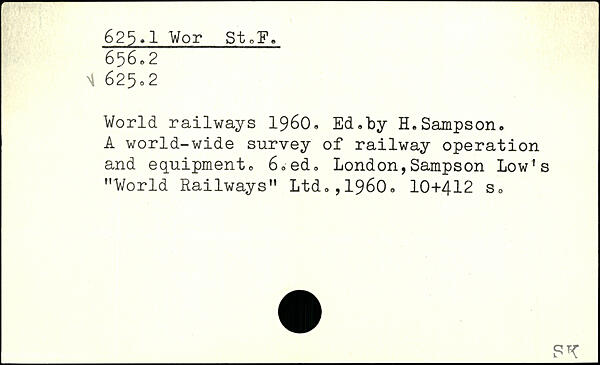 625.1 Wor St.F.
656.2
√ 625.2
World railways 1960. Ed.by H.Sampson.
A world-wide survey of railway operation
and equipment. 6.ed. London,Sampson Low's
"World Railways" Ltd.,1960. 10+412 s.
SK